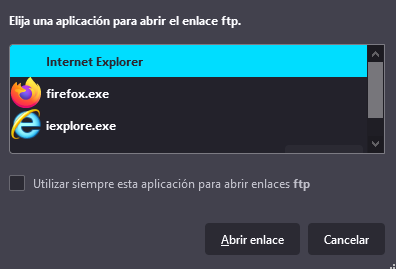 Elija una aplicación para abrir el enlace ftp.
Internet Explorer
firefox.exe
iexplore.exe
Utilizar siempre esta aplicación para abrir enlaces ftp
Abrir enlace
Cancelar